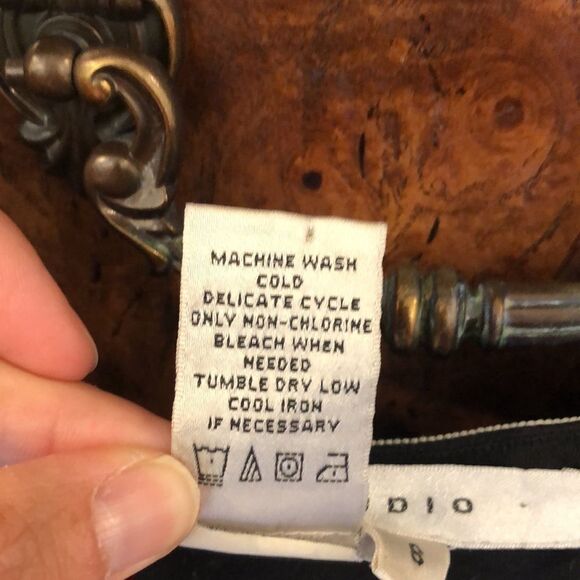 MACHINE WASH
COLD
DELICATE CYCLE
ONLY NON-CHLORINE
BLEACH WHEN
NEEDED
TUMBLE DRY LOW
COOL IRON
IF NECESSARY
DIO
8